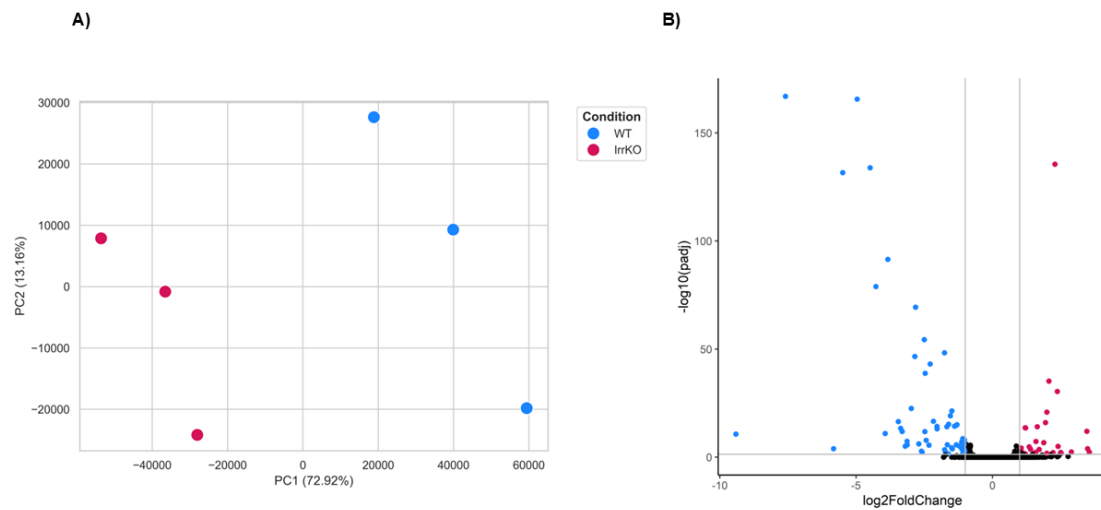 A)
B)
30000
20000
10000
0
−10000
−20000
PC2 (13.16%)
−40000
−20000
0
20000
40000
60000
PC1 (72.92%)
Condition
WT
IrrKO
150
100
50
0
-log10(padj)
-10
-5
0
log2FoldChange